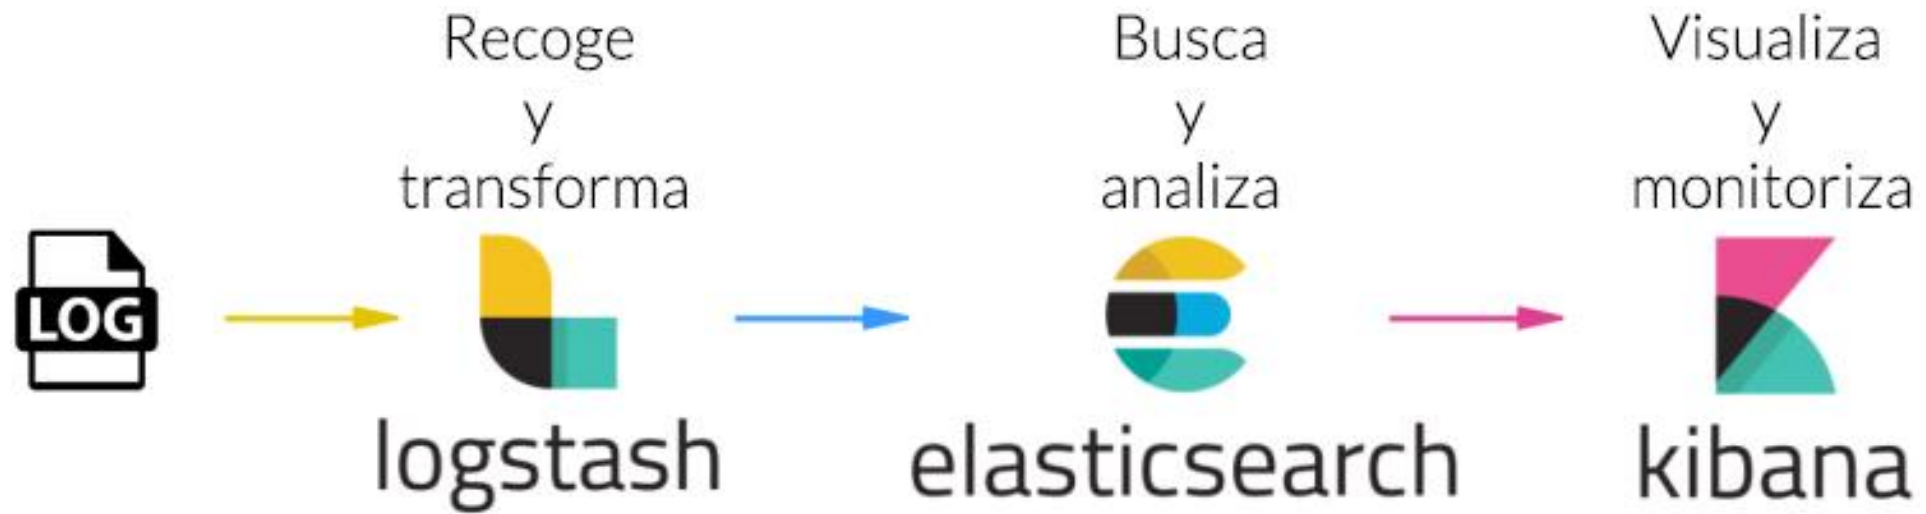 Recoge
y
transforma
Busca
y
analiza
Visualiza
y
monitoriza
LOG
logstash
elasticsearch
kibana